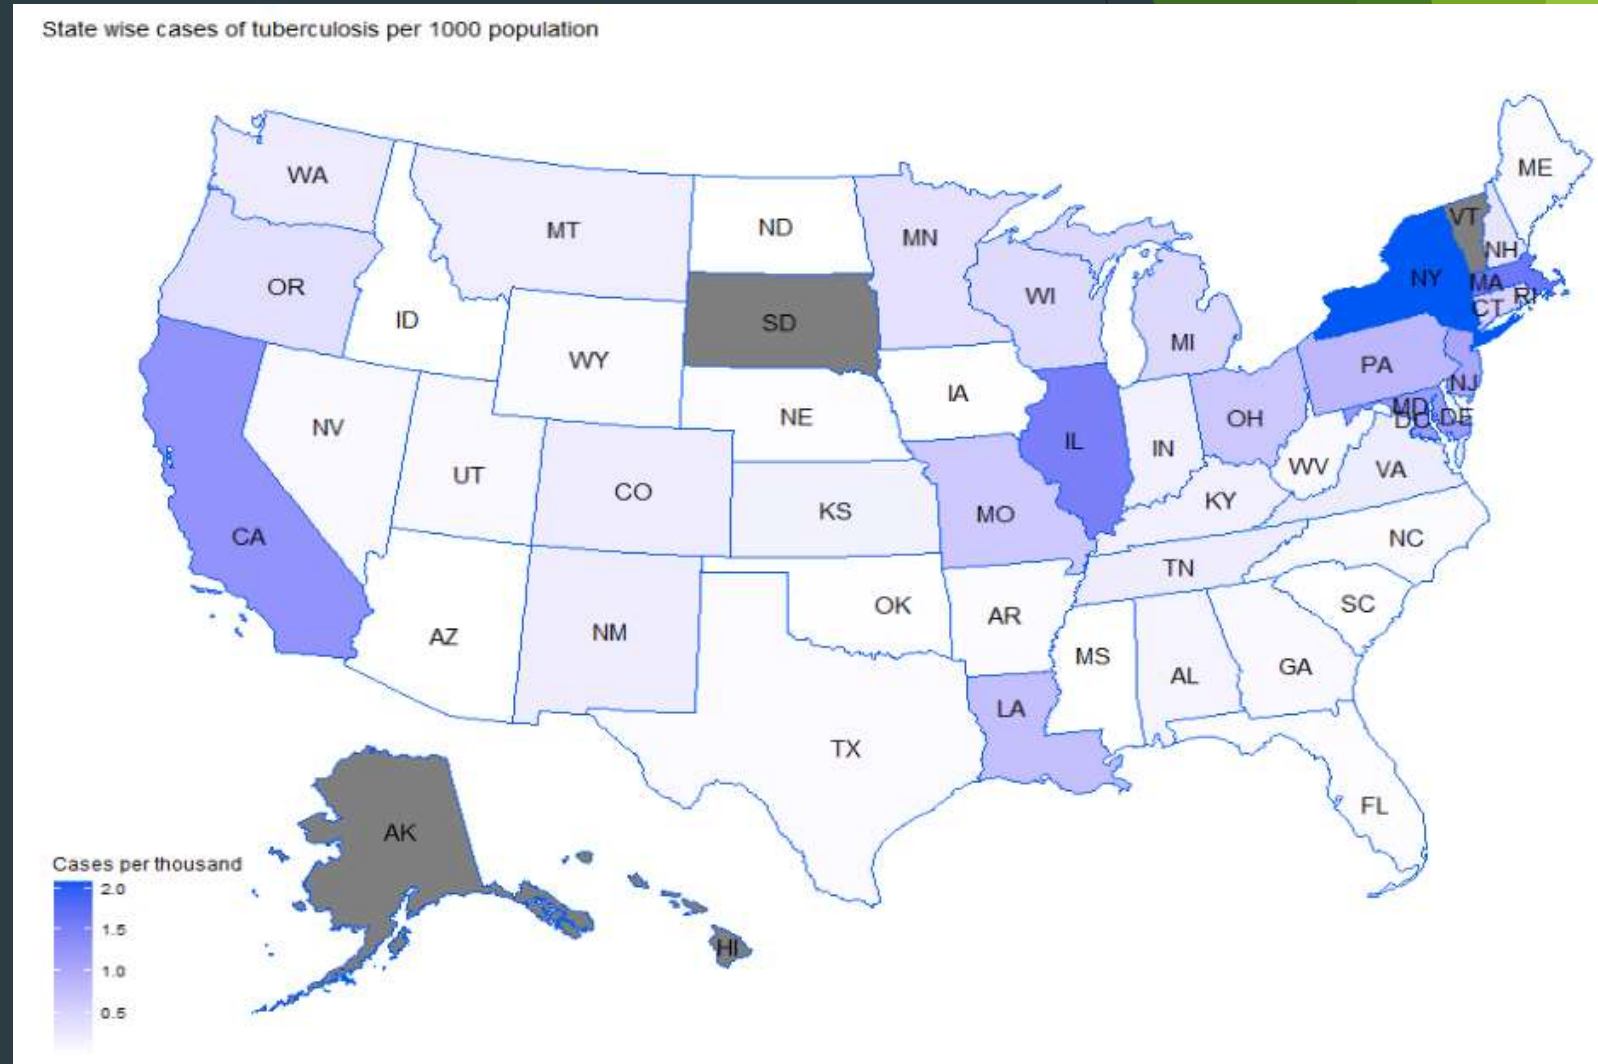 State wise cases of tuberculosis per 1000 population
ME
WA
VT
MT
ND
MN
NH
NY
MA
OR
WI
RI
CT
ID
SD
MI
WY
PA
NJ
IA
MD
DC
DE
NE
OH
NV
IL
IN
WV
VA
UT
CO
KY
KS
MO
CA
NC
TN
OK
SC
AR
AZ
NM
MS
GA
AL
LA
TX
FL
AK
HI
Cases per thousand
2.0
1.5
1.0
0.5